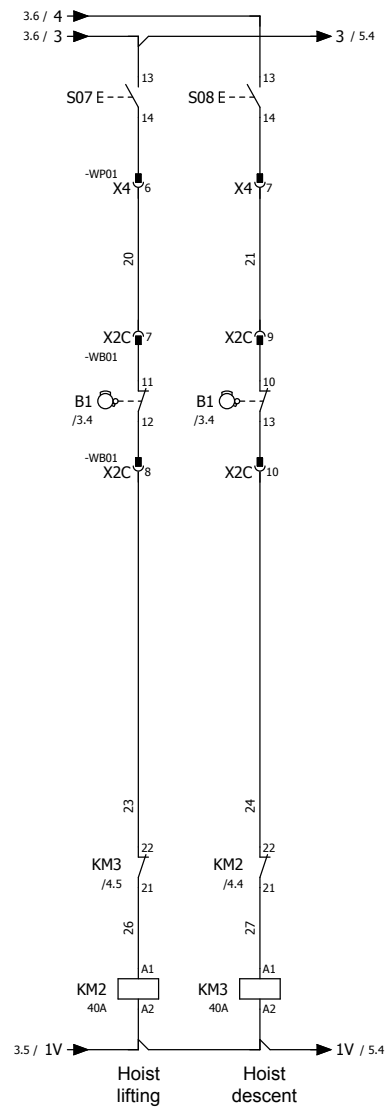 3.6 / 4
3.6 / 3 3 / 5.4
13 13
S07 E S08 E
14 14
-WP01
X4 6 X4 7
20 21
X2C 7 X2C 9
-WB01
11 10
B1 B1
/3.4 12 /3.4 13
-WB01
X2C 8 X2C 10
23 24
22 22
KM3 KM2
/4.5 21 /4.4 21
26 27
A1 A1
KM2 KM3
40A A2 40A A2
3.5 / 1V 1V / 5.4
Hoist Hoist
lifting descent